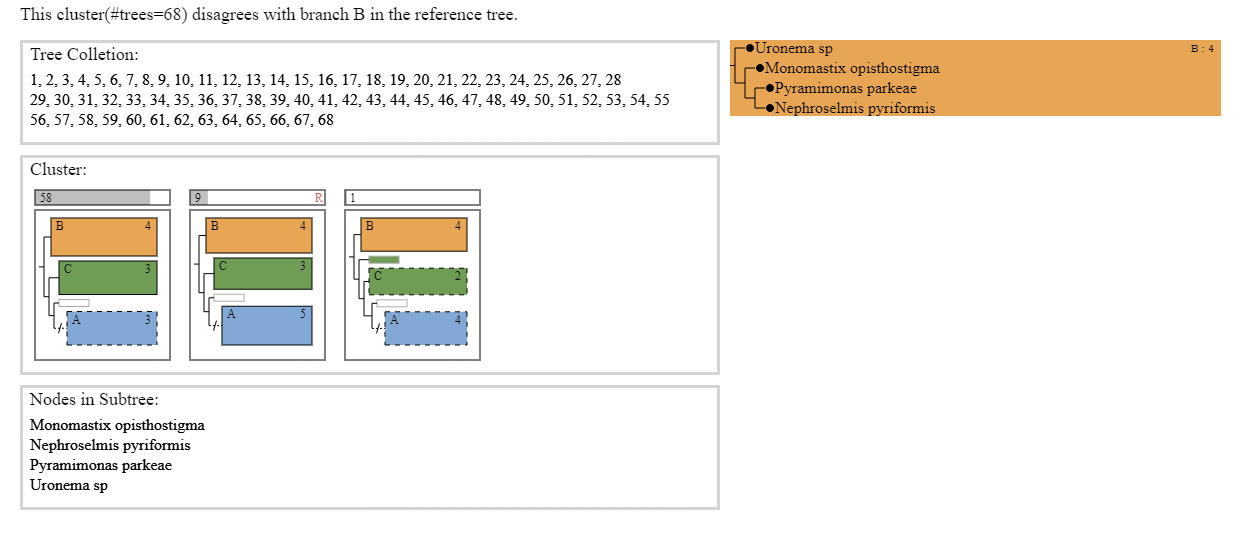 This cluster(#trees=68) disagrees with branch B in the reference tree.
Tree Colletion:
1, 2, 3, 4, 5, 6, 7, 8, 9, 10, 11, 12, 13, 14, 15, 16, 17, 18, 19, 20, 21, 22, 23, 24, 25, 26, 27, 28
29, 30, 31, 32, 33, 34, 35, 36, 37, 38, 39, 40, 41, 42, 43, 44, 45, 46, 47, 48, 49, 50, 51, 52, 53, 54, 55
56, 57, 58, 59, 60, 61, 62, 63, 64, 65, 66, 67, 68
Uronema sp
B : 4
Monomastix opisthostigma
Pyramimonas parkeae
Nephroselmis pyriformis
Cluster:
58
B 4
C 3
A 3
9 R
B 4
C 3
A 5
1
B 4
C 2
A 4
Nodes in Subtree:
Monomastix opisthostigma
Nephroselmis pyriformis
Pyramimonas parkeae
Uronema sp